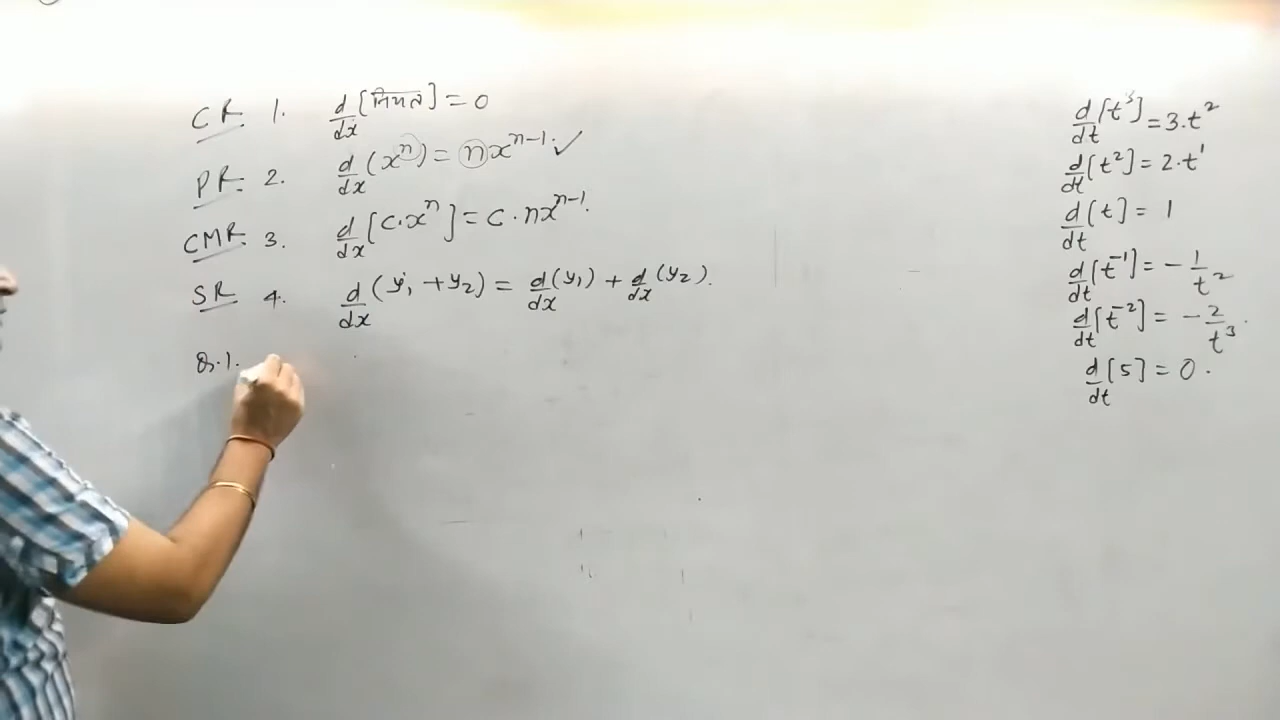 CR 1. d/dx [नियत] = 0
PR 2. d/dx (xⁿ) = n xⁿ⁻¹ ✓
CMR 3. d/dx [c·xⁿ] = c·nxⁿ⁻¹.
SR 4. d/dx (y₁ + y₂) = d/dx (y₁) + d/dx (y₂).
Q.1.
d/dt [t³] = 3·t²
d/dt [t²] = 2·t¹
d/dt [t] = 1
d/dt [t⁻¹] = -1/t²
d/dt [t⁻²] = -2/t³.
d/dt [5] = 0.